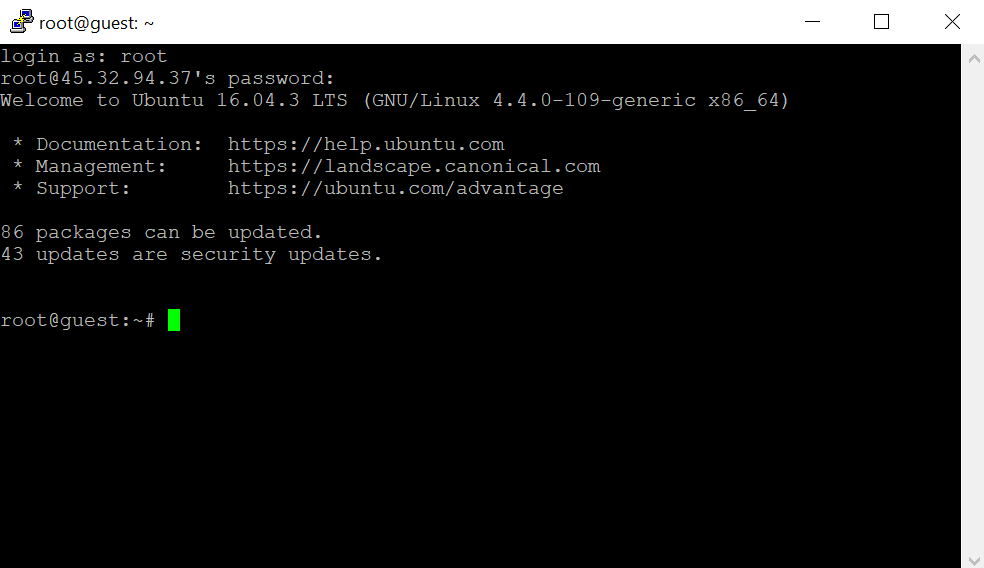 root@guest: ~
login as: root
root@45.32.94.37's password:
Welcome to Ubuntu 16.04.3 LTS (GNU/Linux 4.4.0-109-generic x86_64)
* Documentation:  https://help.ubuntu.com
* Management:     https://landscape.canonical.com
* Support:        https://ubuntu.com/advantage
86 packages can be updated.
43 updates are security updates.
root@guest:~#